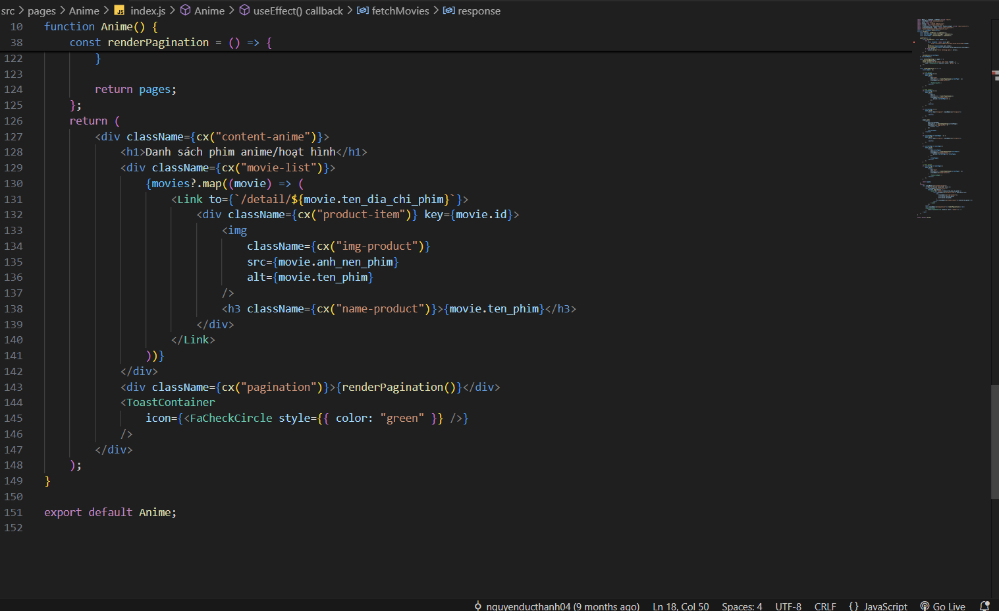 src > pages > Anime > JS index.js > Anime > useEffect() callback > fetchMovies > response
10 function Anime() {
38 const renderPagination = () => {
122 }
123
124 return pages;
125 };
126 return (
127 <div className={cx("content-anime")}>
128 <h1>Danh sách phim anime/hoạt hình</h1>
129 <div className={cx("movie-list")}>
130 {movies?.map((movie) => (
131 <Link to={`/detail/${movie.ten_dia_chi_phim}`}>
132 <div className={cx("product-item")} key={movie.id}>
133 <img
134 className={cx("img-product")}
135 src={movie.anh_nen_phim}
136 alt={movie.ten_phim}
137 />
138 <h3 className={cx("name-product")}>{movie.ten_phim}</h3>
139 </div>
140 </Link>
141 ))}
142 </div>
143 <div className={cx("pagination")}>{renderPagination()}</div>
144 <ToastContainer
145 icon={<FaCheckCircle style={{ color: "green" }} />}
146 />
147 </div>
148 );
149 }
150
151 export default Anime;
152
nguyenducthanh04 (9 months ago) Ln 18, Col 50 Spaces: 4 UTF-8 CRLF {} JavaScript Go Live